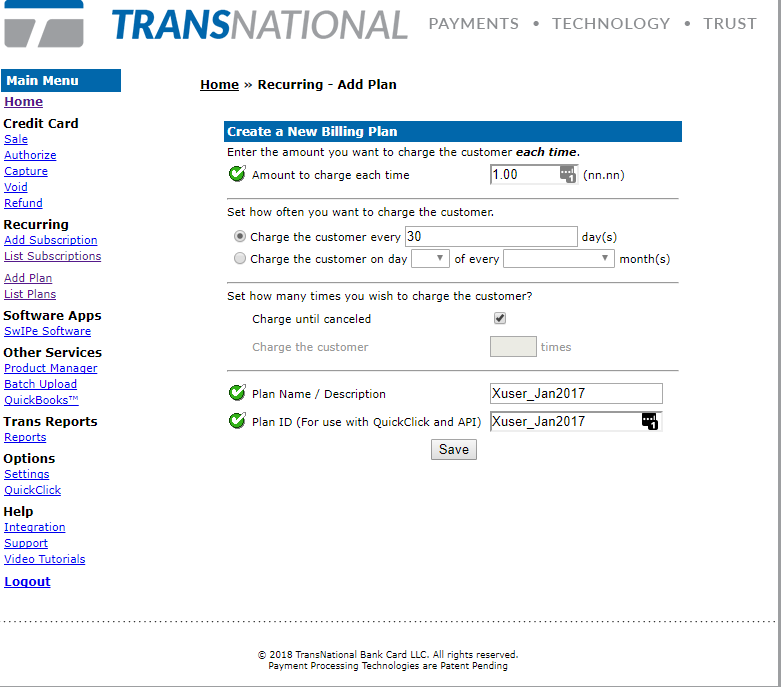 TRANSNATIONAL PAYMENTS • TECHNOLOGY • TRUST
Main Menu
Home
Credit Card
Sale
Authorize
Capture
Void
Refund
Recurring
Add Subscription
List Subscriptions
Add Plan
List Plans
Software Apps
SwIPe Software
Other Services
Product Manager
Batch Upload
QuickBooks™
Trans Reports
Reports
Options
Settings
QuickClick
Help
Integration
Support
Video Tutorials
Logout
Home » Recurring - Add Plan
Create a New Billing Plan
Enter the amount you want to charge the customer each time.
Amount to charge each time 1.00 1 (nn.nn)
Set how often you want to charge the customer.
Charge the customer every 30 day(s)
Charge the customer on day of every month(s)
Set how many times you wish to charge the customer?
Charge until canceled
Charge the customer times
Plan Name / Description Xuser_Jan2017
Plan ID (For use with QuickClick and API) Xuser_Jan2017 1
Save
© 2018 TransNational Bank Card LLC. All rights reserved.
Payment Processing Technologies are Patent Pending